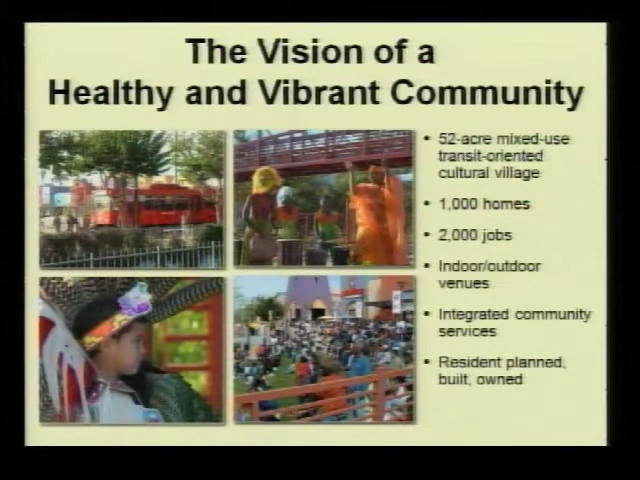 The Vision of a
Healthy and Vibrant Community
• 52-acre mixed-use
transit-oriented
cultural village
• 1,000 homes
• 2,000 jobs
• Indoor/outdoor
venues
• Integrated community
services
• Resident planned,
built, owned